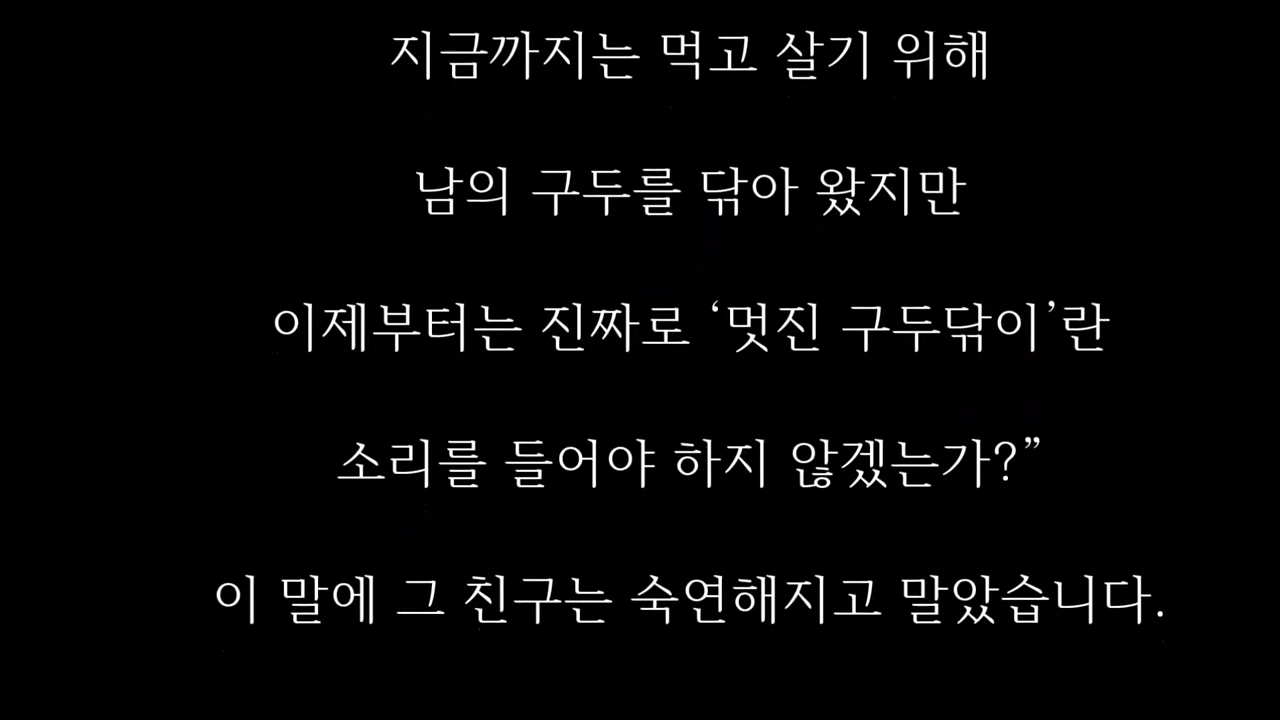 지금까지는 먹고 살기 위해
남의 구두를 닦아 왔지만
이제부터는 진짜로 ‘멋진 구두닦이’란
소리를 들어야 하지 않겠는가?”
이 말에 그 친구는 숙연해지고 말았습니다.